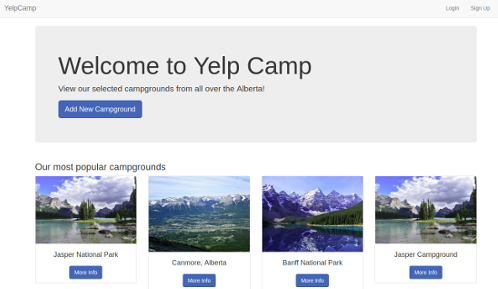 YelpCamp
Login
Sign Up
Welcome to Yelp Camp
View our selected campgrounds from all over the Alberta!
Add New Campground
Our most popular campgrounds
Jasper National Park
More Info
Canmore, Alberta
More Info
Banff National Park
More Info
Jasper Campground
More Info